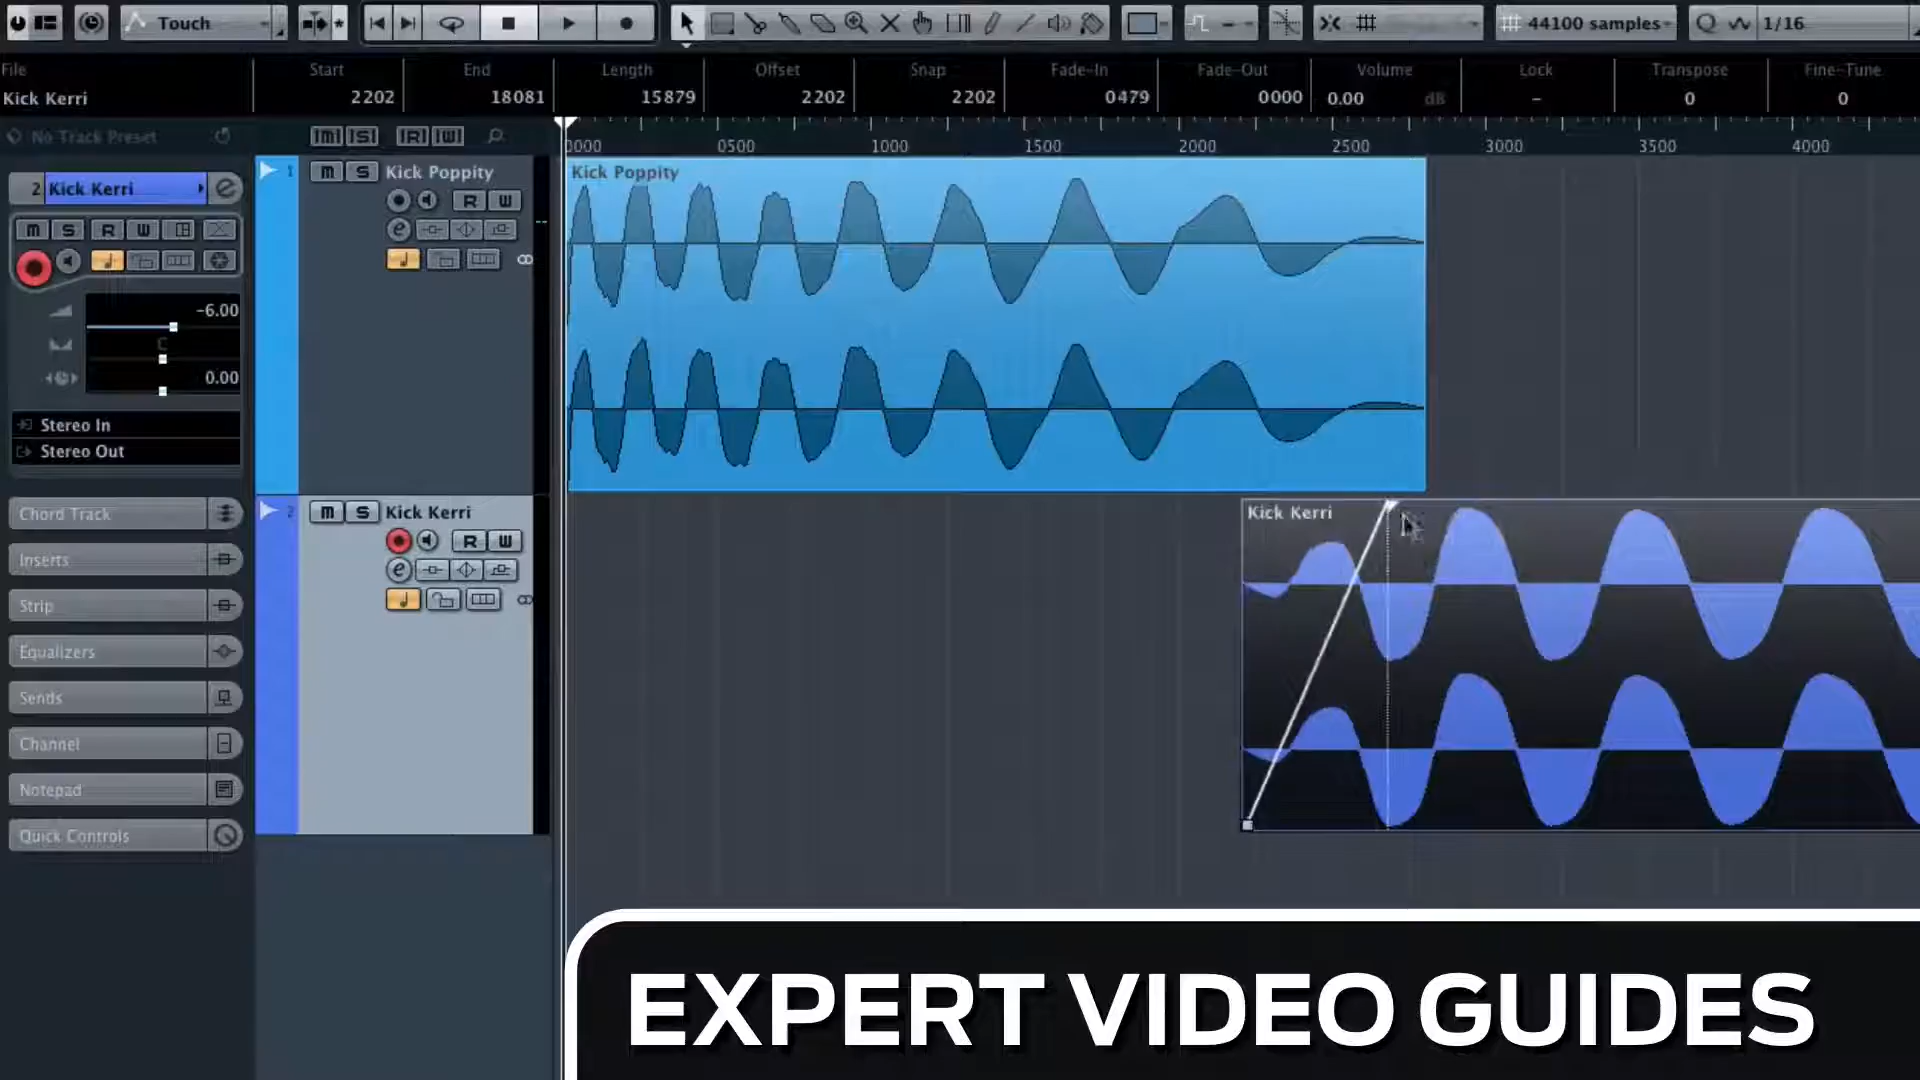 Touch
44100 samples
1/16
File
Start
End
Length
Offset
Snap
Fade-In
Fade-Out
Volume
Lock
Transpose
Fine-Tune
Kick Kerri
2202
18081
15879
2202
2202
0479
0000
0.00 dB
-
0
0
No Track Preset
M S R W
0000 0500 1000 1500 2000 2500 3000 3500 4000
2 Kick Kerri
M S R W
-6.00
C
0.00
Stereo In
Stereo Out
Chord Track
Inserts
Strip
Equalizers
Sends
Channel
Notepad
Quick Controls
1 M S Kick Poppity
R W
e
Kick Poppity
2 M S Kick Kerri
R W
e
Kick Kerri
EXPERT VIDEO GUIDES